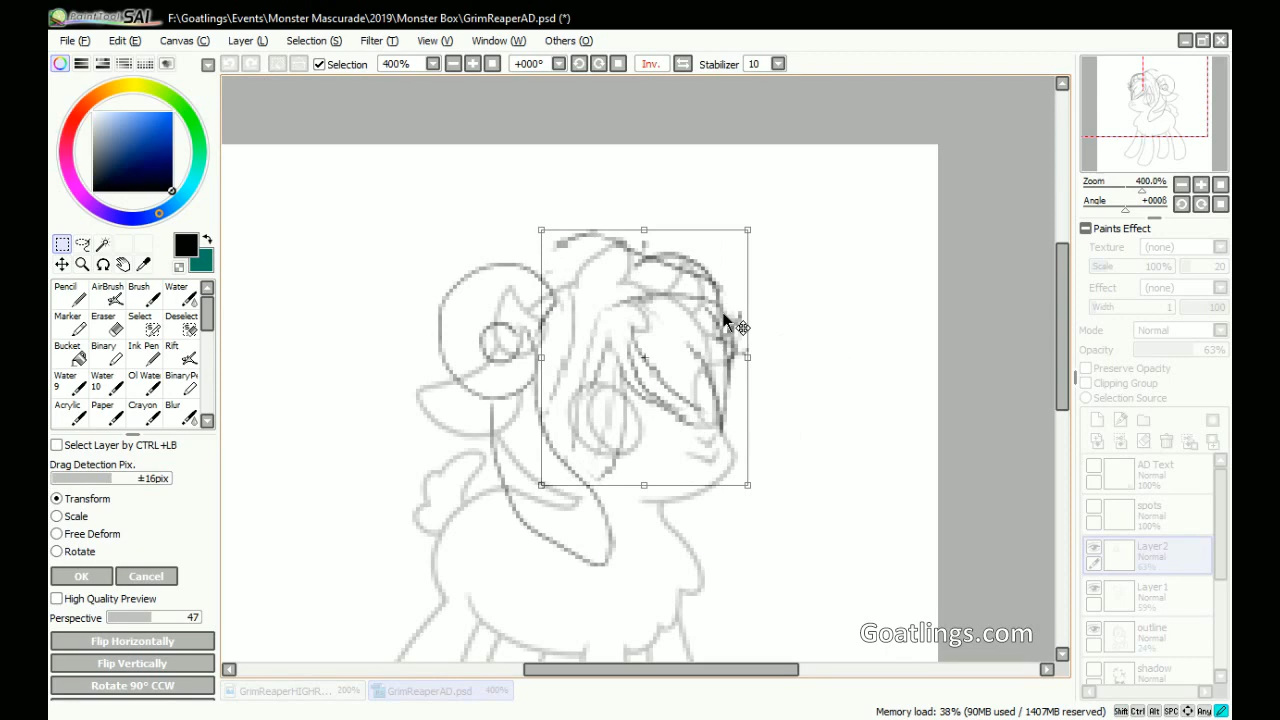 PaintTool SAI F:\Goatlings\Events\Monster Mascurade\2019\Monster Box\GrimReaperAD.psd (*)
File (F) Edit (E) Canvas (C) Layer (L) Selection (S) Filter (T) View (V) Window (W) Others (O)
Selection 400% +000° Inv. Stabilizer 10
Zoom 400.0%
Angle +000δ
Paints Effect
Texture (none)
Scale 100% 20
Effect (none)
Width 1 100
Mode Normal
Opacity 63%
Preserve Opacity
Clipping Group
Selection Source
AD Text
Normal
100%
spots
Normal
100%
Layer2
Normal
63%
Layer1
Normal
59%
outline
Normal
24%
shadow
Normal
Pencil AirBrush Brush Water
Marker Eraser Select Deselect
Bucket Binary Ink Pen Rift
Water 9 Water 10 Oil Water BinaryPe
Acrylic Paper Crayon Blur
Select Layer by CTRL+LB
Drag Detection Pix.
±16pix
Transform
Scale
Free Deform
Rotate
OK Cancel
High Quality Preview
Perspective 47
Flip Horizontally
Flip Vertically
Rotate 90° CCW
Goatlings.com
GrimReaperHIGHR... 200% GrimReaperAD.psd 400%
Memory load: 38% (90MB used / 1407MB reserved) Shift Ctrl Alt SPC Any